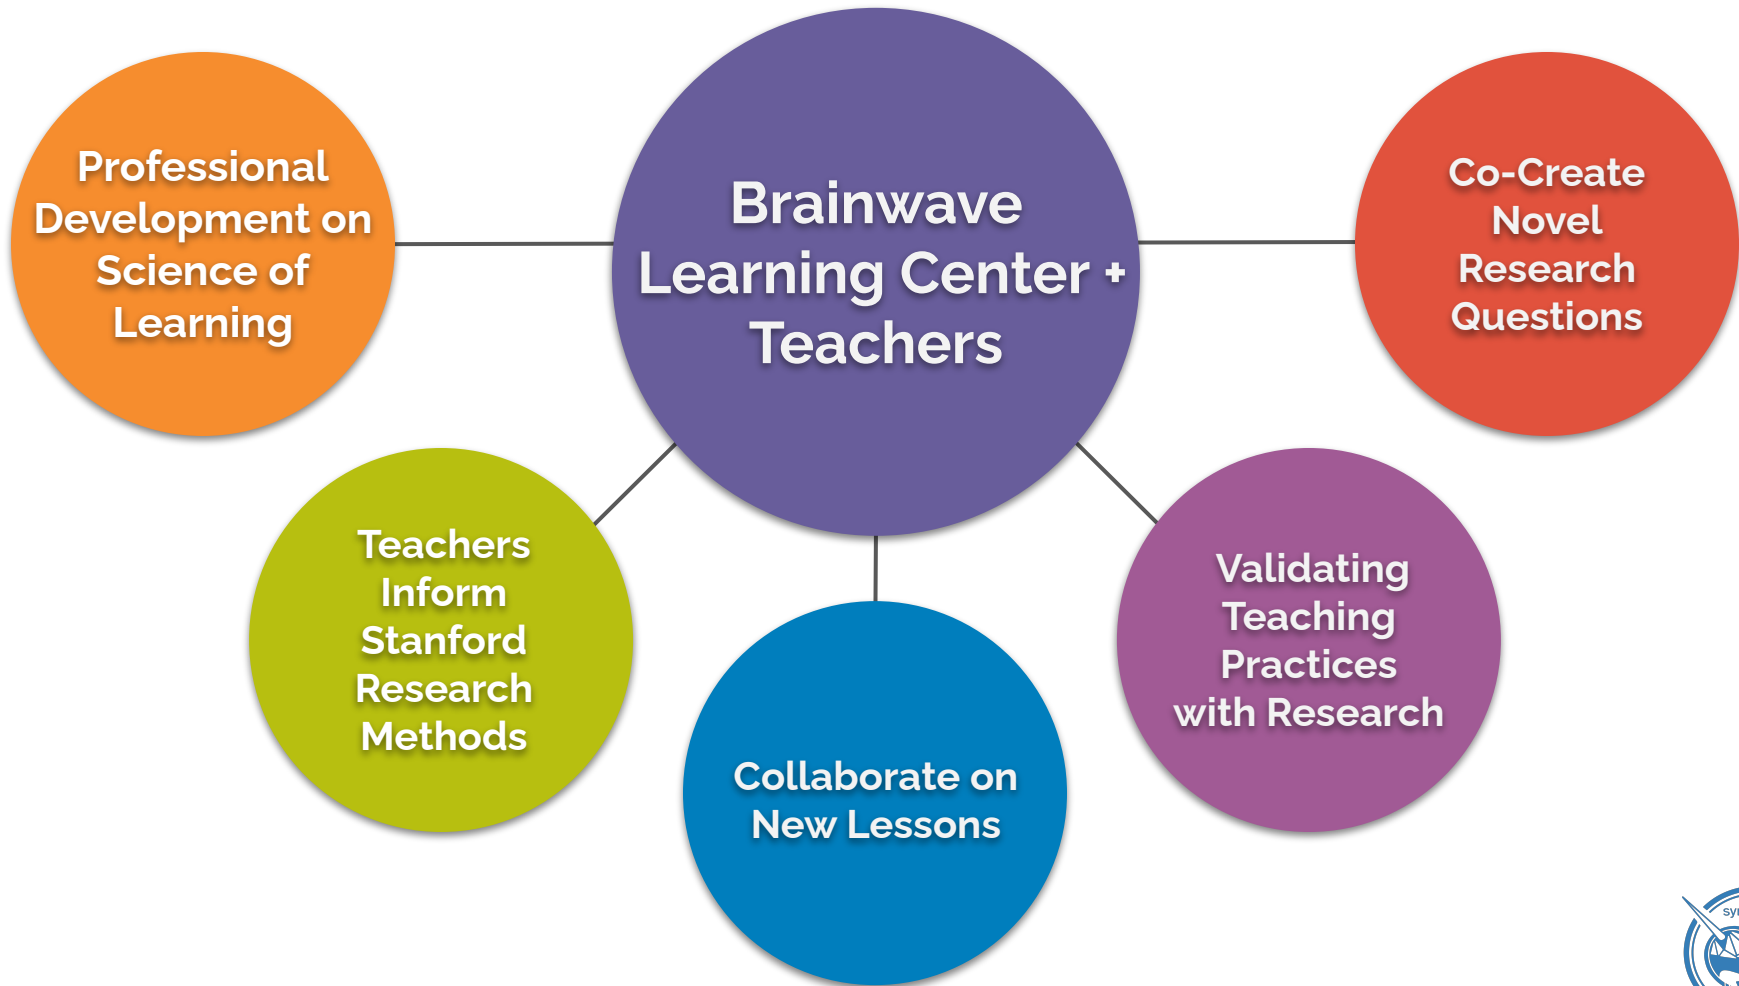 Professional
Development on
Science of
Learning
Brainwave
Learning Center +
Teachers
Co-Create
Novel
Research
Questions
Teachers
Inform
Stanford
Research
Methods
Collaborate on
New Lessons
Validating
Teaching
Practices
with Research